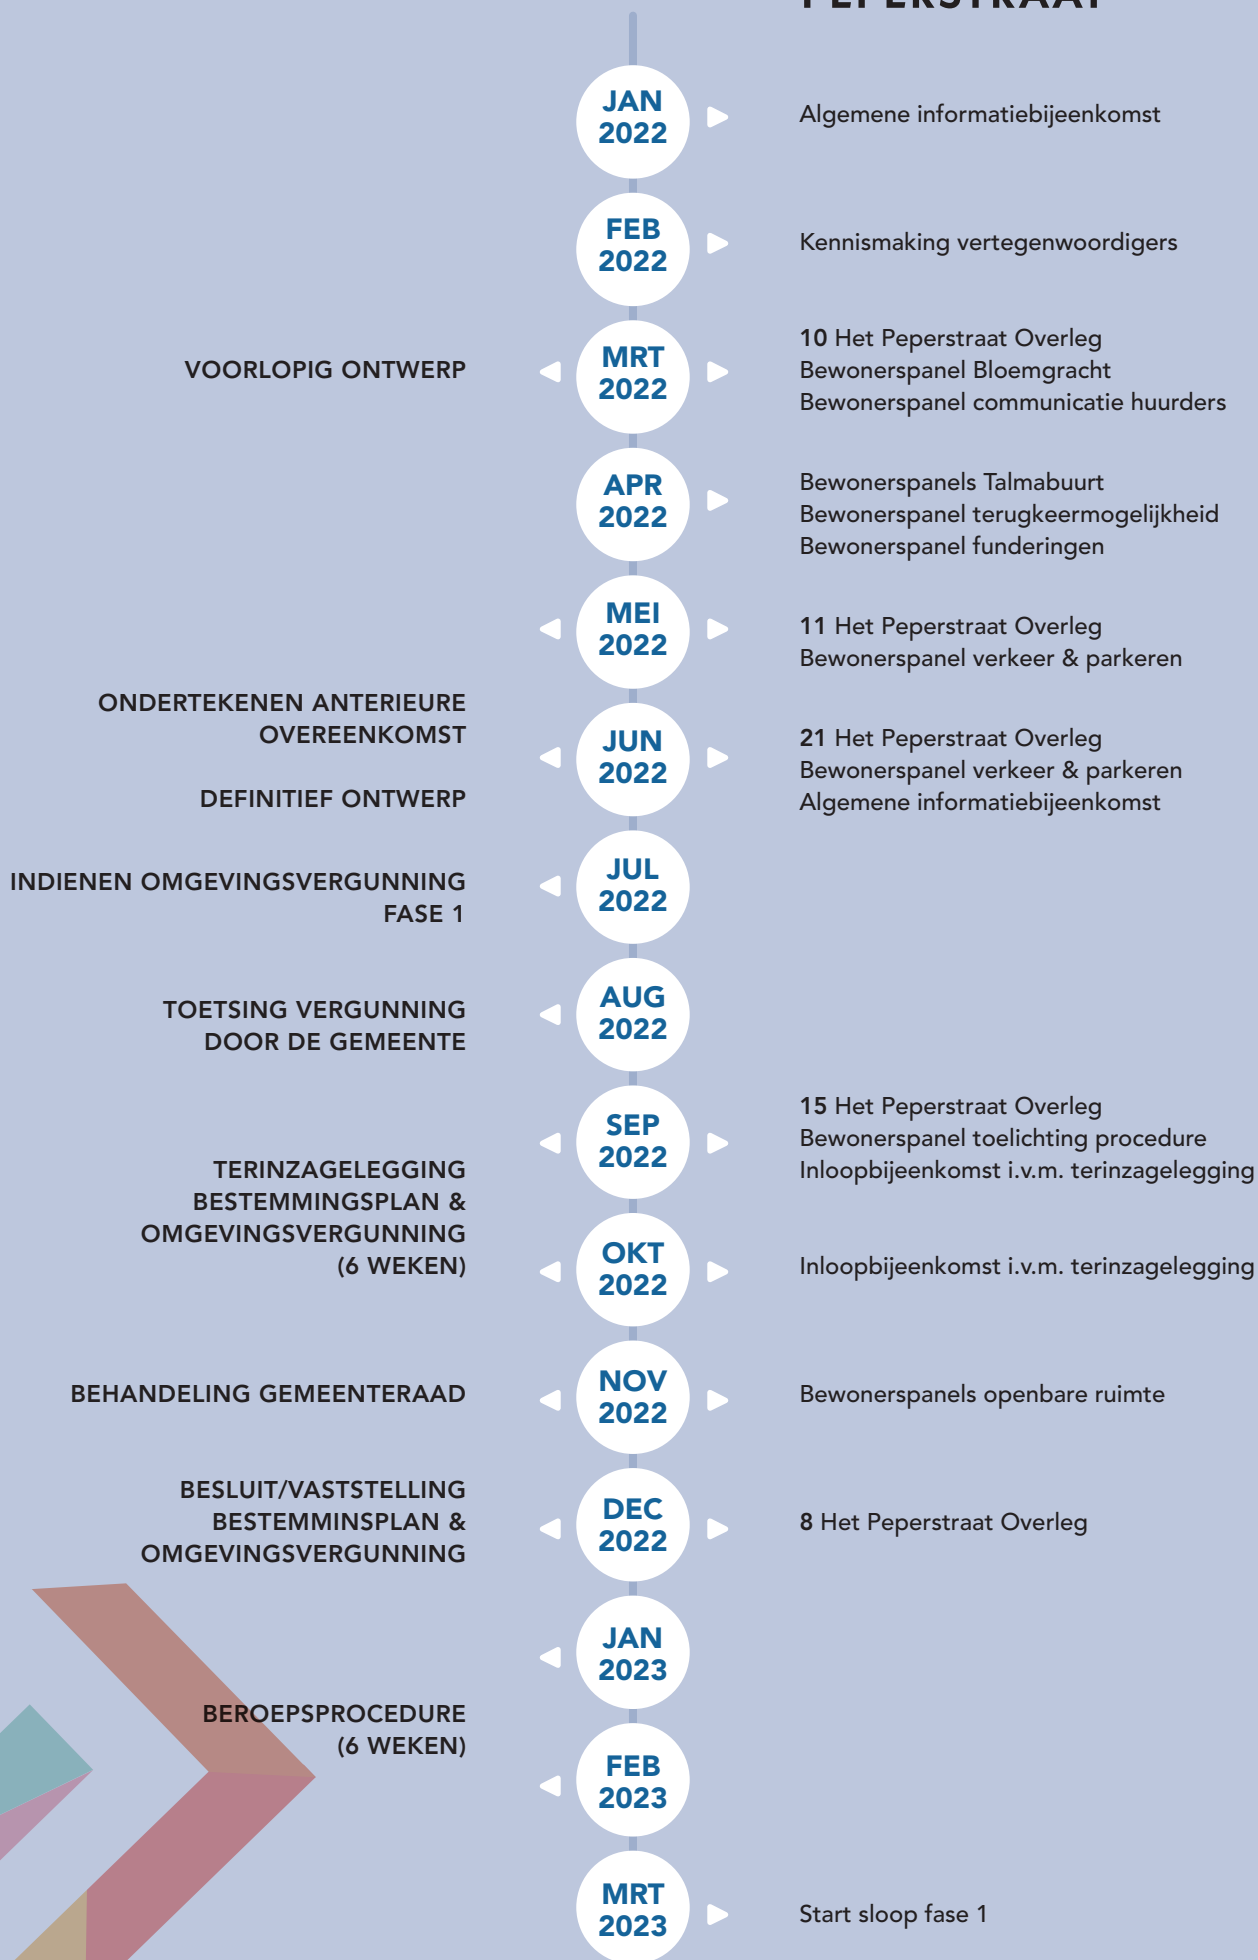 PEPERSTRAAT
JAN
2022
Algemene informatiebijeenkomst
FEB
2022
Kennismaking vertegenwoordigers
VOORLOPIG ONTWERP
MRT
2022
10 Het Peperstraat Overleg
Bewonerspanel Bloemgracht
Bewonerspanel communicatie huurders
APR
2022
Bewonerspanels Talmabuurt
Bewonerspanel terugkeermogelijkheid
Bewonerspanel funderingen
MEI
2022
11 Het Peperstraat Overleg
Bewonerspanel verkeer & parkeren
ONDERTEKENEN ANTERIEURE
OVEREENKOMST
DEFINITIEF ONTWERP
JUN
2022
21 Het Peperstraat Overleg
Bewonerspanel verkeer & parkeren
Algemene informatiebijeenkomst
INDIENEN OMGEVINGSVERGUNNING
FASE 1
JUL
2022
TOETSING VERGUNNING
DOOR DE GEMEENTE
AUG
2022
SEP
2022
15 Het Peperstraat Overleg
Bewonerspanel toelichting procedure
Inloopbijeenkomst i.v.m. terinzagelegging
TERINZAGELEGGING
BESTEMMINGSPLAN &
OMGEVINGSVERGUNNING
(6 WEKEN)
OKT
2022
Inloopbijeenkomst i.v.m. terinzagelegging
BEHANDELING GEMEENTERAAD
NOV
2022
Bewonerspanels openbare ruimte
BESLUIT/VASTSTELLING
BESTEMMINSPLAN &
OMGEVINGSVERGUNNING
DEC
2022
8 Het Peperstraat Overleg
JAN
2023
BEROEPSPROCEDURE
(6 WEKEN)
FEB
2023
MRT
2023
Start sloop fase 1